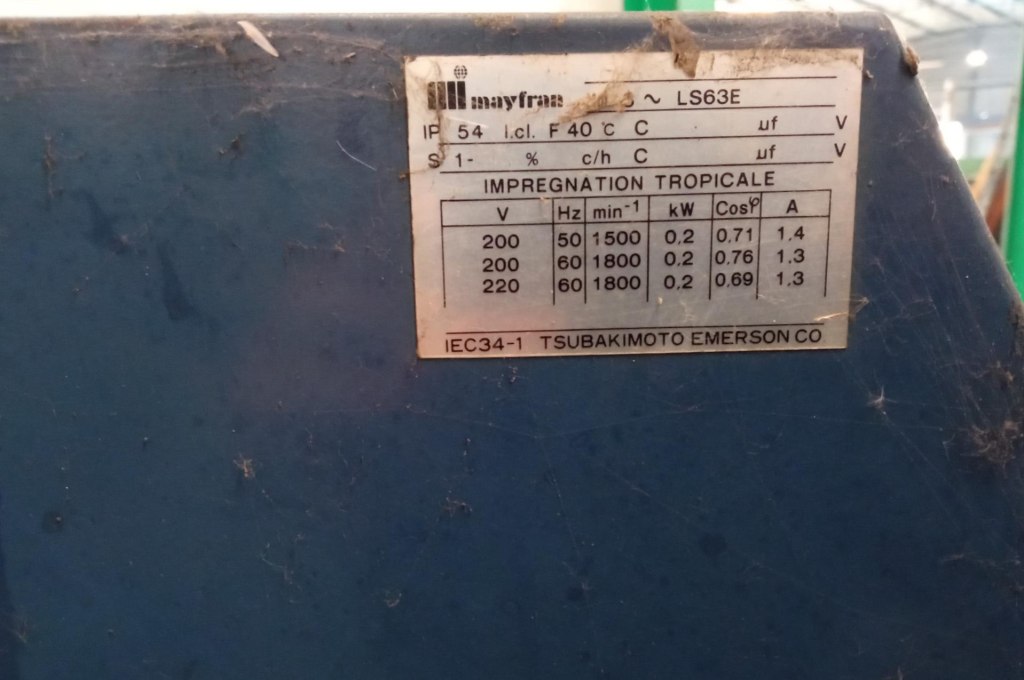 mayfran ~ LS63E
IP 54 I.cl. F 40 °C C µf V
S 1- % c/h C µf V
IMPREGNATION TROPICALE
V Hz min-1 kW Cosφ A
200 50 1500 0.2 0.71 1.4
200 60 1800 0.2 0.76 1.3
220 60 1800 0.2 0.69 1.3
IEC34-1 TSUBAKIMOTO EMERSON CO